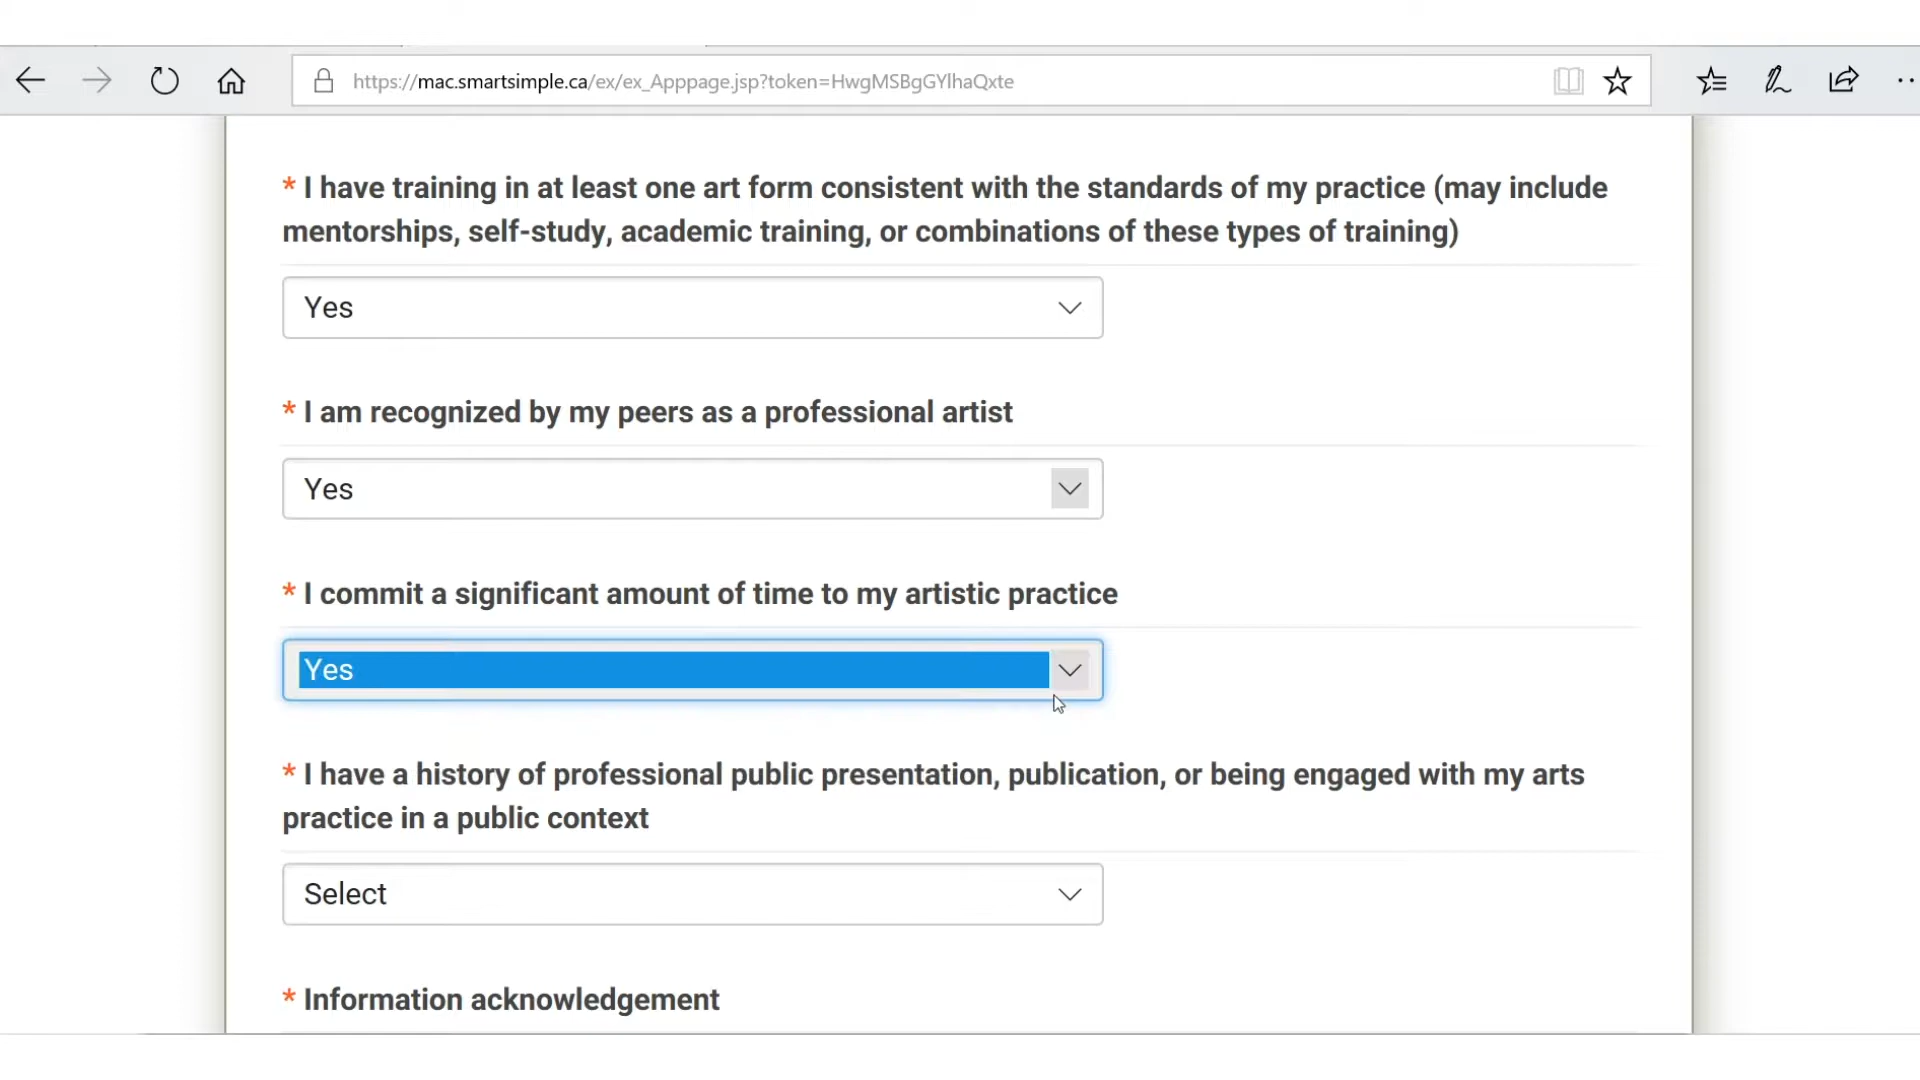 https://mac.smartsimple.ca/ex/ex_Apppage.jsp?token=HwgMSBgGYlhaQxte
* I have training in at least one art form consistent with the standards of my practice (may include
mentorships, self-study, academic training, or combinations of these types of training)
Yes
* I am recognized by my peers as a professional artist
Yes
* I commit a significant amount of time to my artistic practice
Yes
* I have a history of professional public presentation, publication, or being engaged with my arts
practice in a public context
Select
* Information acknowledgement